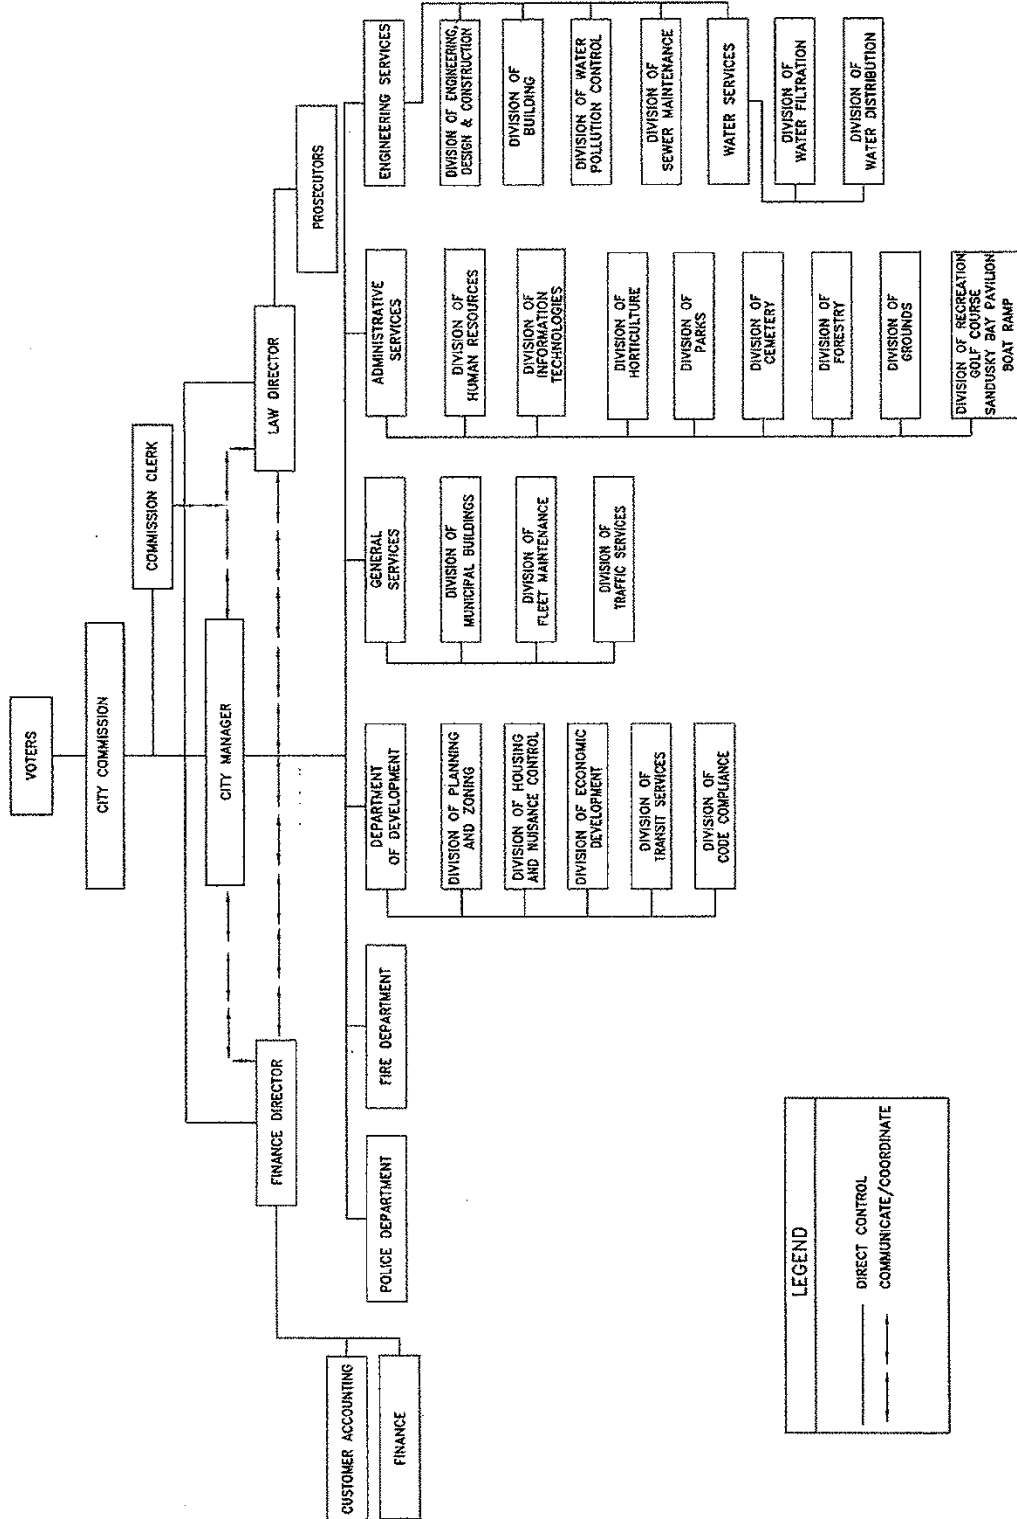 VOTERS
CITY COMMISSION
COMMISSION CLERK
CITY MANAGER
FINANCE DIRECTOR
LAW DIRECTOR
PROSECUTORS
CUSTOMER ACCOUNTING
FINANCE
POLICE DEPARTMENT
FIRE DEPARTMENT
DEPARTMENT
OF DEVELOPMENT
DIVISION OF PLANNING
AND ZONING
DIVISION OF HOUSING
AND NUISANCE CONTROL
DIVISION OF ECONOMIC
DEVELOPMENT
DIVISION OF
TRANSIT SERVICES
DIVISION OF
CODE COMPLIANCE
GENERAL
SERVICES
DIVISION OF
MUNICIPAL BUILDINGS
DIVISION OF
FLEET MAINTENANCE
DIVISION OF
TRAFFIC SERVICES
ADMINISTRATIVE
SERVICES
DIVISION OF
HUMAN RESOURCES
DIVISION OF
INFORMATION
TECHNOLOGIES
DIVISION OF
HORTICULTURE
DIVISION OF
PARKS
DIVISION OF
CEMETERY
DIVISION OF
FORESTRY
DIVISION OF
GROUNDS
DIVISION OF RECREATION
GOLF COURSE
SANDUSKY BAY PAVILION
BOAT RAMP
ENGINEERING SERVICES
DIVISION OF ENGINEERING,
DESIGN & CONSTRUCTION
DIVISION OF
BUILDING
DIVISION OF WATER
POLLUTION CONTROL
DIVISION OF
SEWER MAINTENANCE
WATER SERVICES
DIVISION OF
WATER FILTRATION
DIVISION OF
WATER DISTRIBUTION
LEGEND
DIRECT CONTROL
COMMUNICATE/COORDINATE